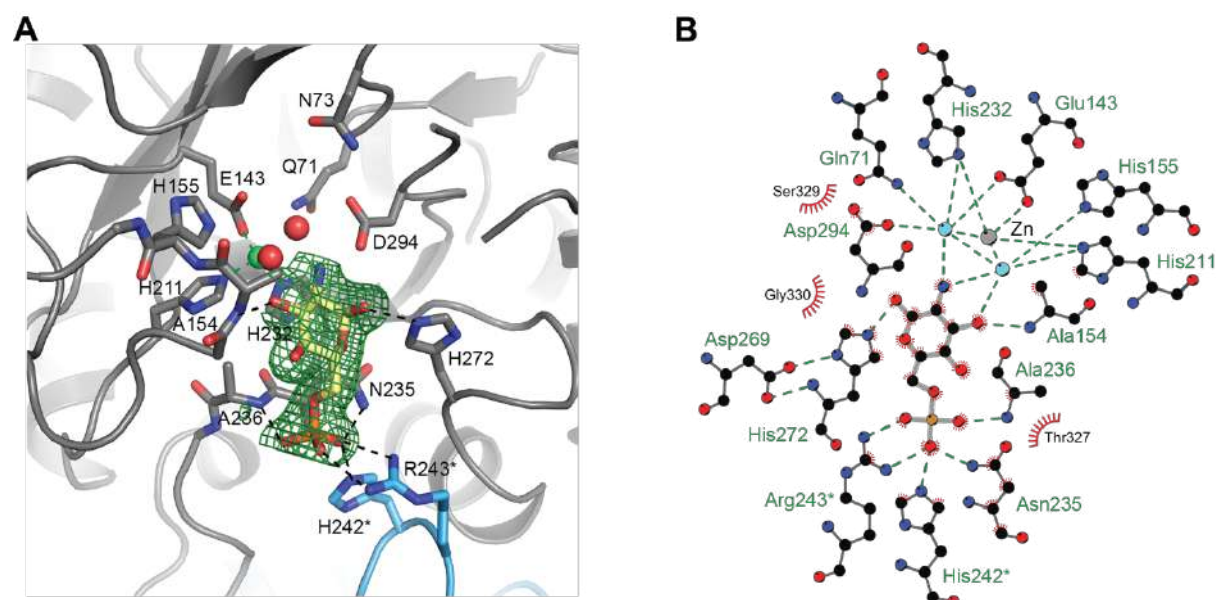 A
B
N73
Q71
E143
H155
D294
H211
A154
H232
H272
N235
A236
R243*
H242*
His232
Glu143
Gln71
His155
Ser329
Asp294
Zn
His211
Gly330
Ala154
Asp269
Ala236
His272
Thr327
Arg243*
Asn235
His242*